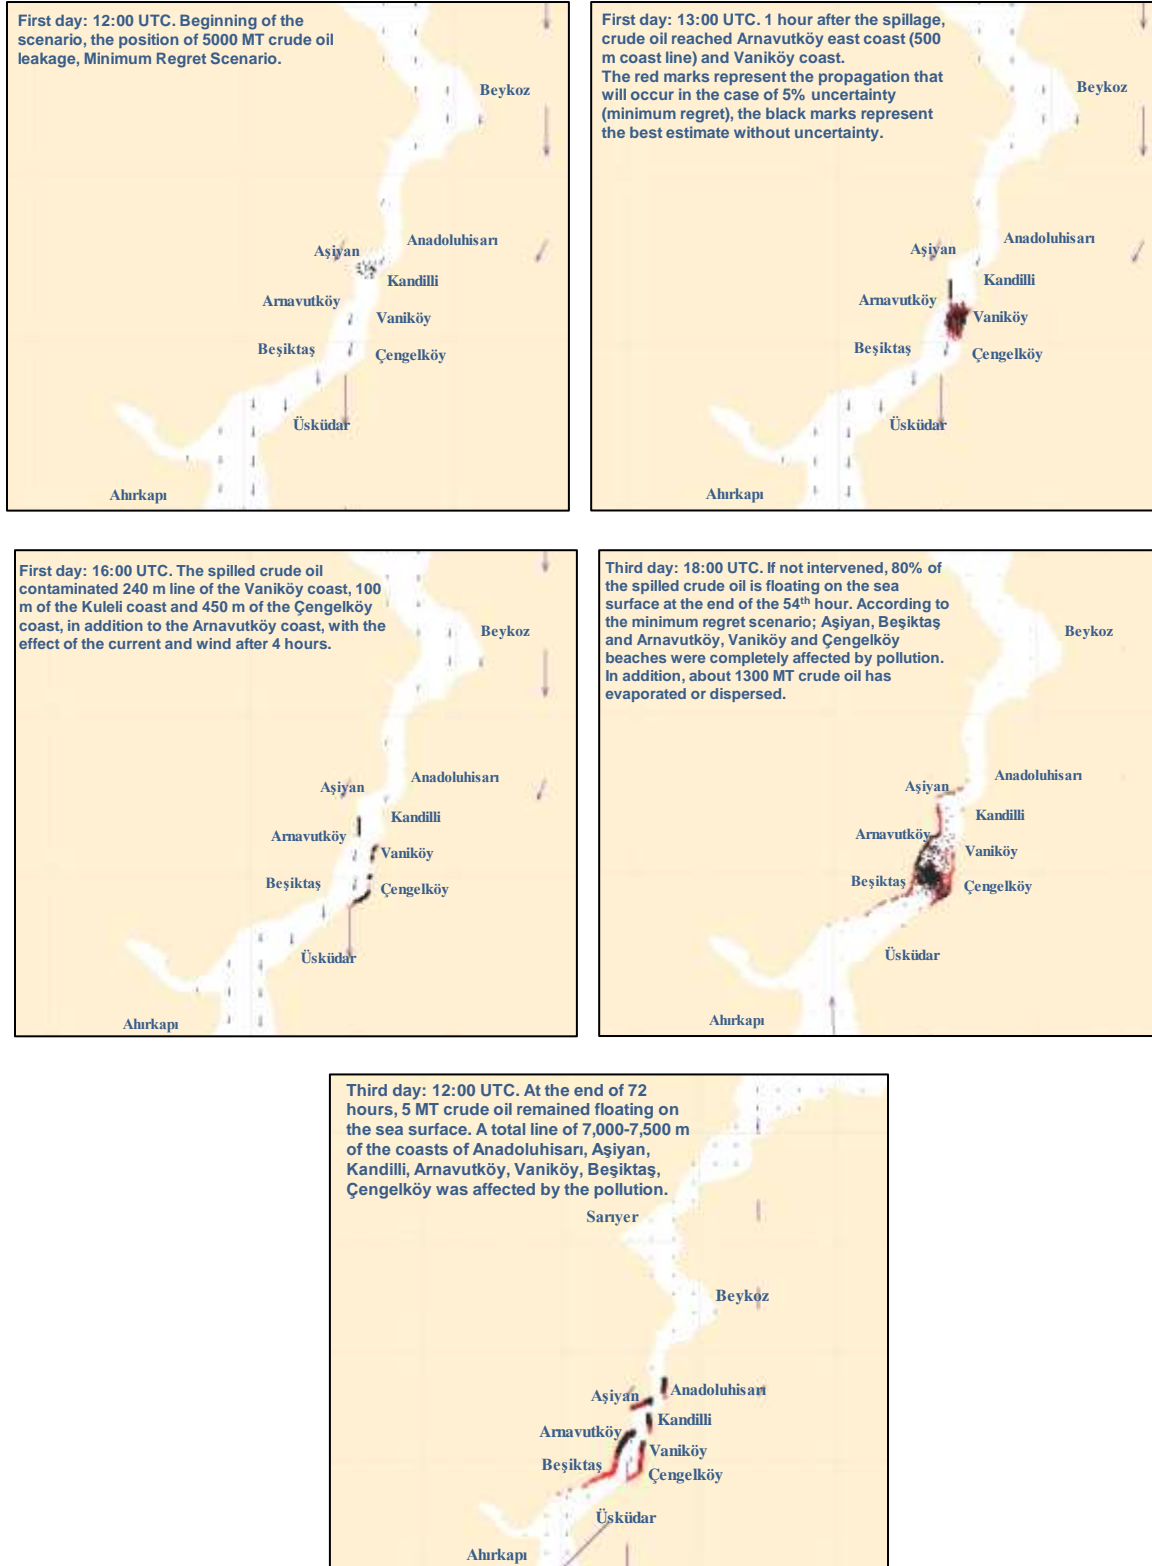 First day: 12:00 UTC. Beginning of the
scenario, the position of 5000 MT crude oil
leakage, Minimum Regret Scenario.
Beykoz
Anadoluhisarı
Aşiyan
Kandilli
Arnavutköy
Vaniköy
Beşiktaş
Çengelköy
Üsküdar
Ahırkapı
First day: 13:00 UTC. 1 hour after the spillage,
crude oil reached Arnavutköy east coast (500
m coast line) and Vaniköy coast.
The red marks represent the propagation that
will occur in the case of 5% uncertainty
(minimum regret), the black marks represent
the best estimate without uncertainty.
Beykoz
Anadoluhisarı
Aşiyan
Kandilli
Arnavutköy
Vaniköy
Beşiktaş
Çengelköy
Üsküdar
Ahırkapı
First day: 16:00 UTC. The spilled crude oil
contaminated 240 m line of the Vaniköy coast, 100
m of the Kuleli coast and 450 m of the Çengelköy
coast, in addition to the Arnavutköy coast, with the
effect of the current and wind after 4 hours.
Beykoz
Anadoluhisarı
Aşiyan
Kandilli
Arnavutköy
Vaniköy
Beşiktaş
Çengelköy
Üsküdar
Ahırkapı
Third day: 18:00 UTC. If not intervened, 80% of
the spilled crude oil is floating on the sea
surface at the end of the 54th hour. According to
the minimum regret scenario; Aşiyan, Beşiktaş
and Arnavutköy, Vaniköy and Çengelköy
beaches were completely affected by pollution.
In addition, about 1300 MT crude oil has
evaporated or dispersed.
Beykoz
Anadoluhisarı
Aşiyan
Kandilli
Arnavutköy
Vaniköy
Beşiktaş
Çengelköy
Üsküdar
Ahırkapı
Third day: 12:00 UTC. At the end of 72
hours, 5 MT crude oil remained floating on
the sea surface. A total line of 7,000-7,500 m
of the coasts of Anadoluhisarı, Aşiyan,
Kandilli, Arnavutköy, Vaniköy, Beşiktaş,
Çengelköy was affected by the pollution.
Sarıyer
Beykoz
Anadoluhisarı
Aşiyan
Kandilli
Arnavutköy
Vaniköy
Beşiktaş
Çengelköy
Üsküdar
Ahırkapı